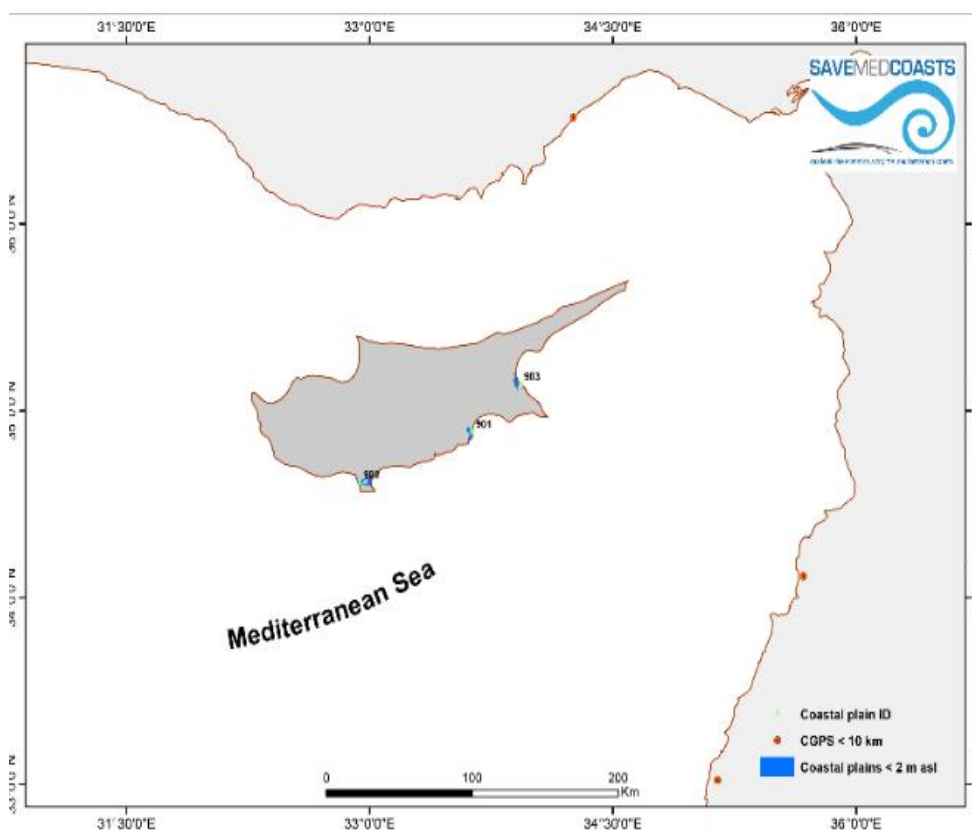 31°30'0"E 33°0'0"E 34°30'0"E 36°0'0"E
SAVEMEDCOASTS
903
901
902
Mediterranean Sea
Coastal plain ID
CGPS < 10 km
Coastal plains < 2 m asl
0 100 200
Km
31°30'0"E 33°0'0"E 34°30'0"E 36°0'0"E